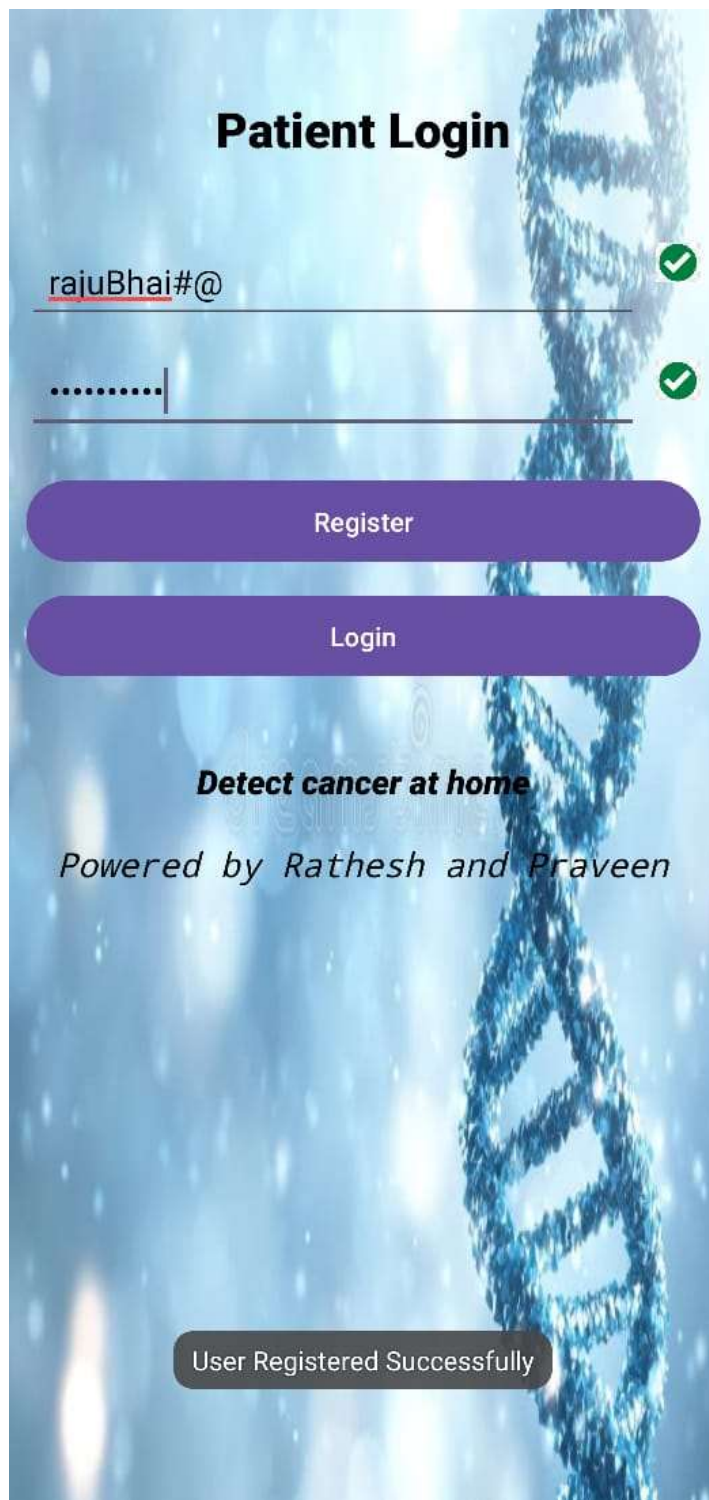 Patient Login
rajuBhai#@
••••••••••
Register
Login
Detect cancer at home
Powered by Rathesh and Praveen
User Registered Successfully